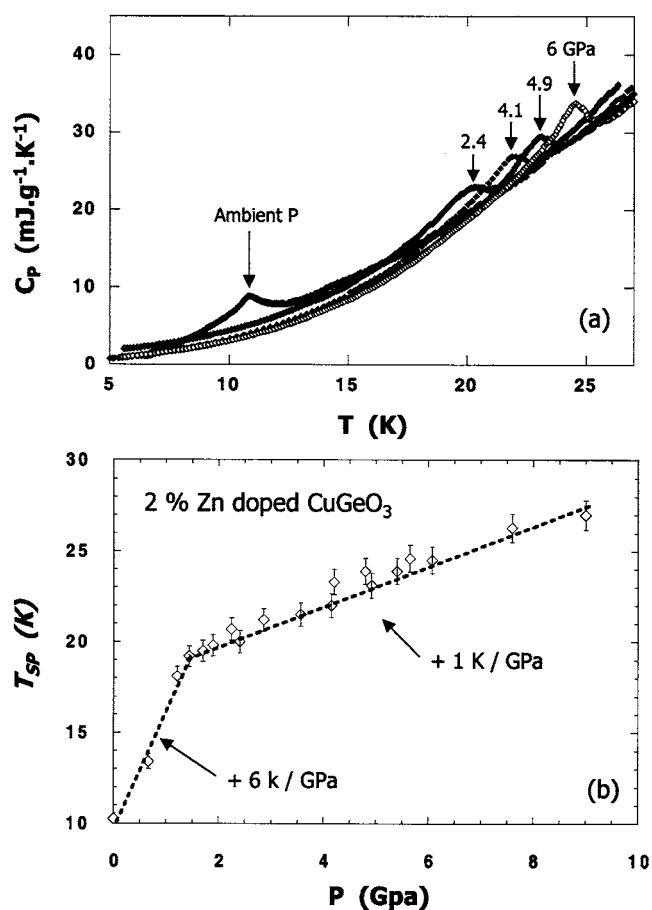 40
30
20
10
0
C_P (mJ.g⁻¹.K⁻¹)
6 GPa
4.9
4.1
2.4
Ambient P
(a)
5
10
15
20
25
T (K)
30
25
20
15
10
T_SP (K)
2 % Zn doped CuGeO₃
+ 1 K / GPa
+ 6 k / GPa
(b)
0
2
4
6
8
10
P (Gpa)